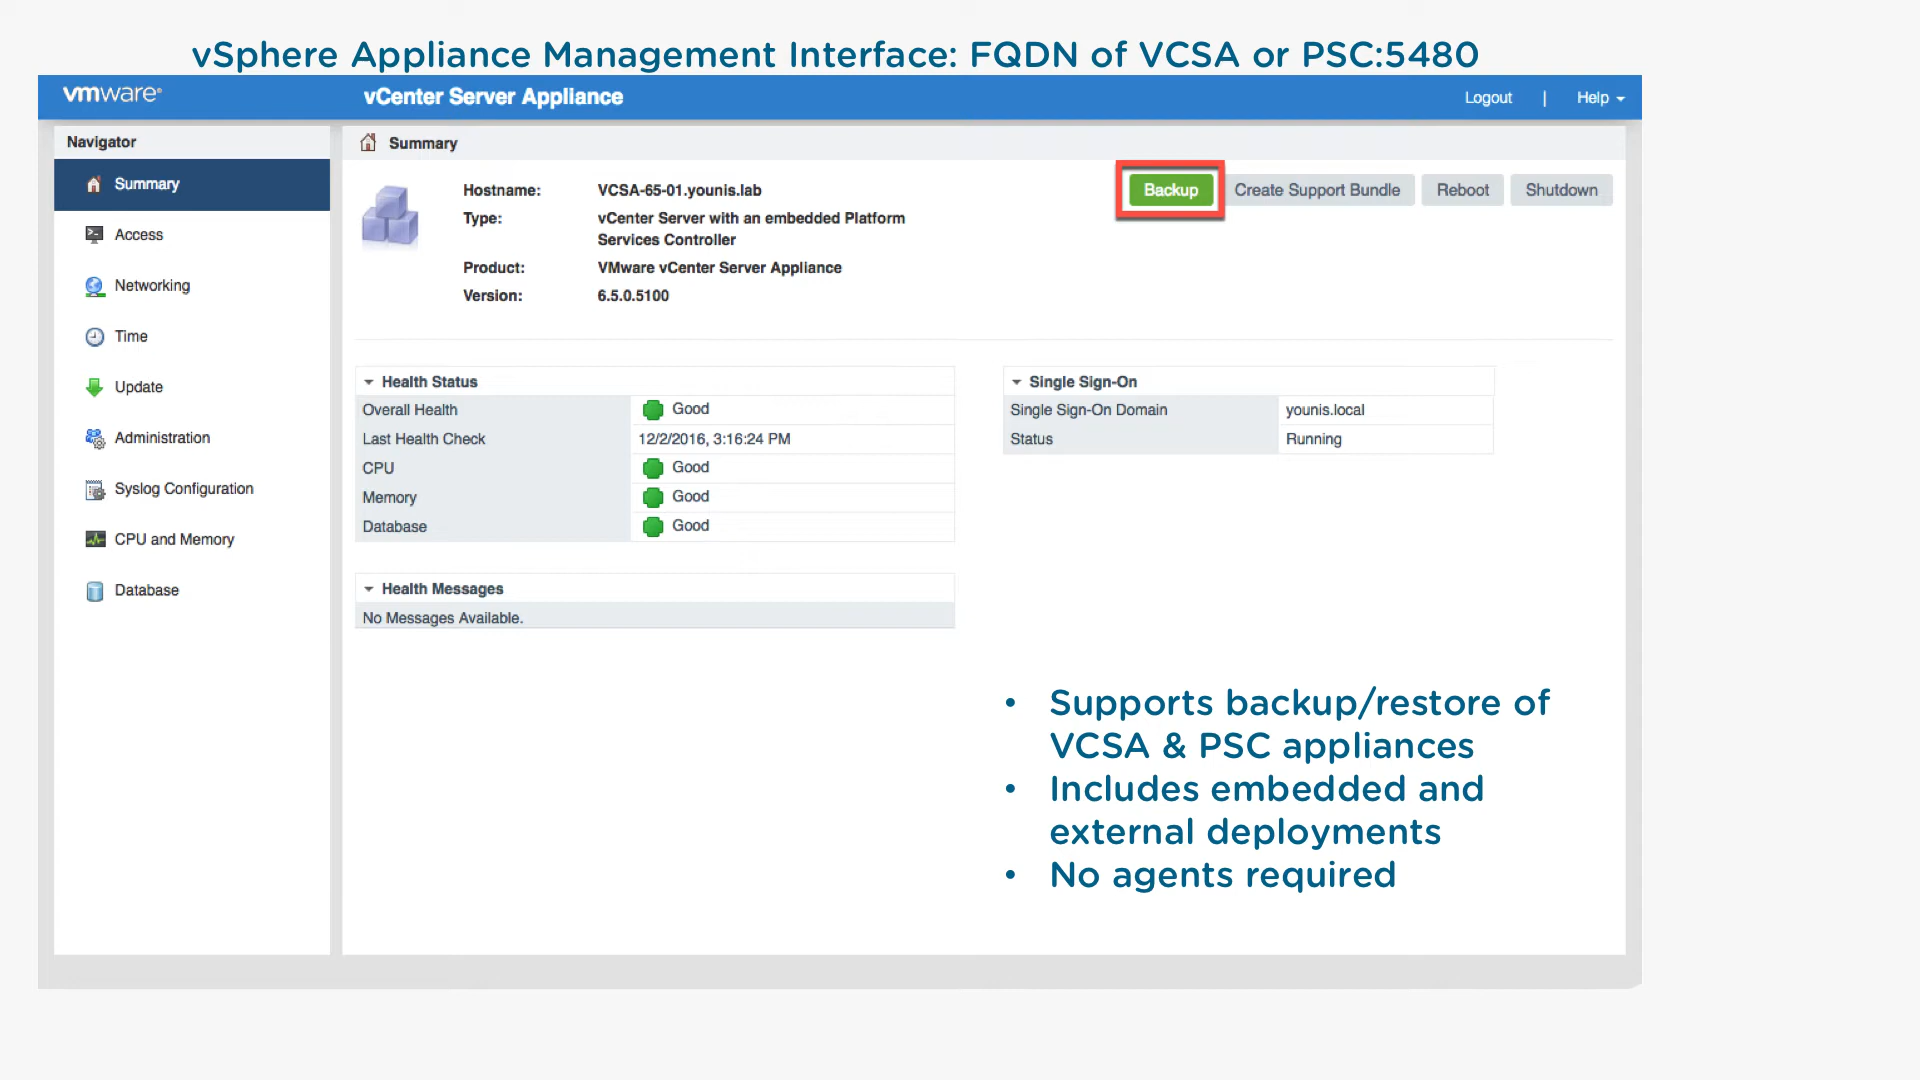 vSphere Appliance Management Interface: FQDN of VCSA or PSC:5480
vmware®
vCenter Server Appliance
Logout | Help
Navigator
Summary
Access
Networking
Time
Update
Administration
Syslog Configuration
CPU and Memory
Database
Summary
Hostname: VCSA-65-01.younis.lab
Type: vCenter Server with an embedded Platform
Services Controller
Product: VMware vCenter Server Appliance
Version: 6.5.0.5100
Backup Create Support Bundle Reboot Shutdown
Health Status
Overall Health Good
Last Health Check 12/2/2016, 3:16:24 PM
CPU Good
Memory Good
Database Good
Single Sign-On
Single Sign-On Domain younis.local
Status Running
Health Messages
No Messages Available.
• Supports backup/restore of
VCSA & PSC appliances
• Includes embedded and
external deployments
• No agents required